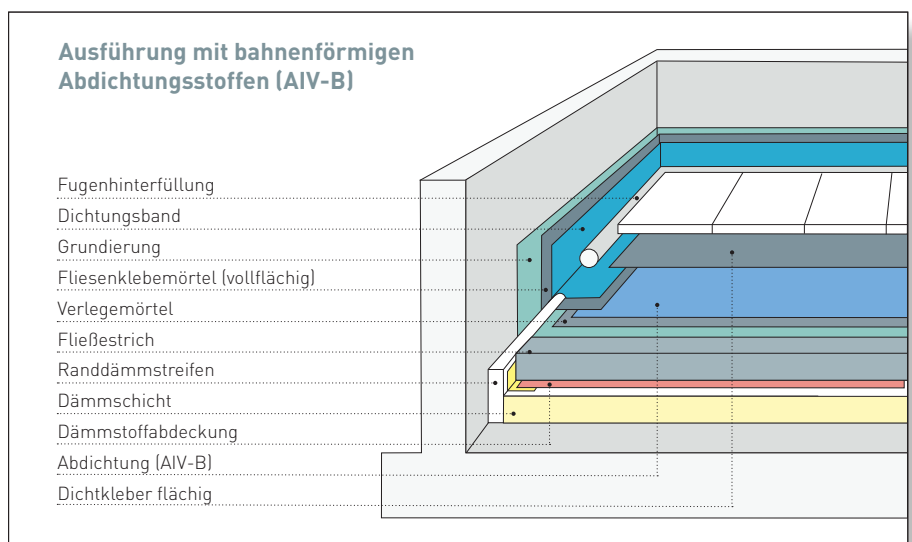 Ausführung mit bahnenförmigen
Abdichtungsstoffen (AIV-B)
Fugenhinterfüllung
Dichtungsband
Grundierung
Fliesenklebemörtel (vollflächig)
Verlegemörtel
Fließestrich
Randdämmstreifen
Dämmschicht
Dämmstoffabdeckung
Abdichtung (AIV-B)
Dichtkleber flächig